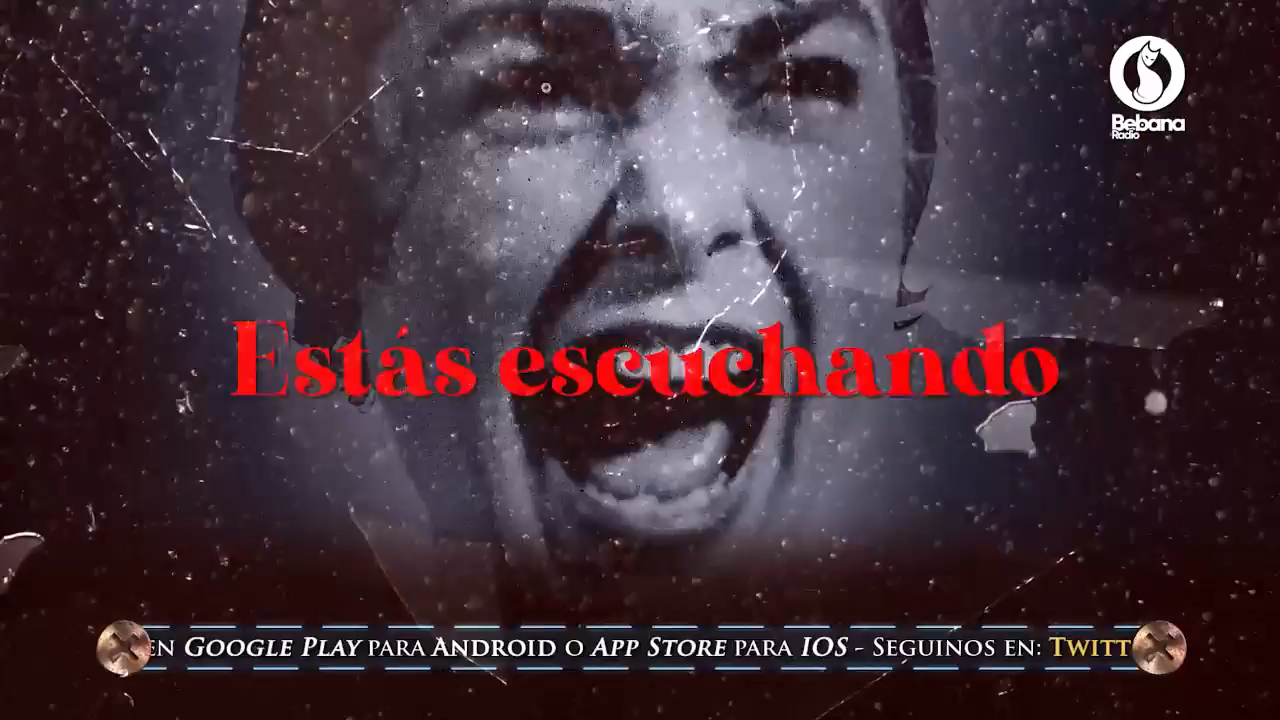 Bebana
Radio
Estás escuchando
EN GOOGLE PLAY PARA ANDROID O APP STORE PARA IOS - SEGUINOS EN: TWITT